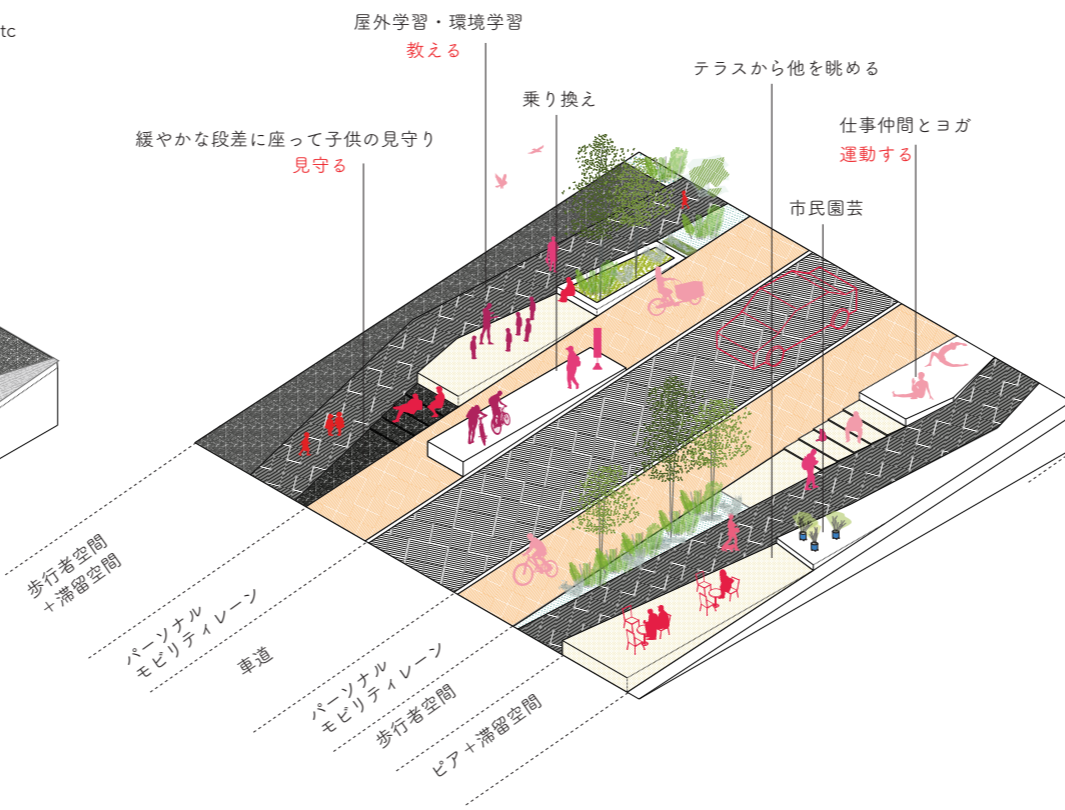 tc
屋外学習・環境学習
教える
テラスから他を眺める
乗り換え
仕事仲間とヨガ
運動する
緩やかな段差に座って子供の見守り
見守る
市民園芸
歩行者空間
＋滞留空間
パーソナル
モビリティレーン
車道
パーソナル
モビリティレーン
歩行者空間
ピア＋滞留空間